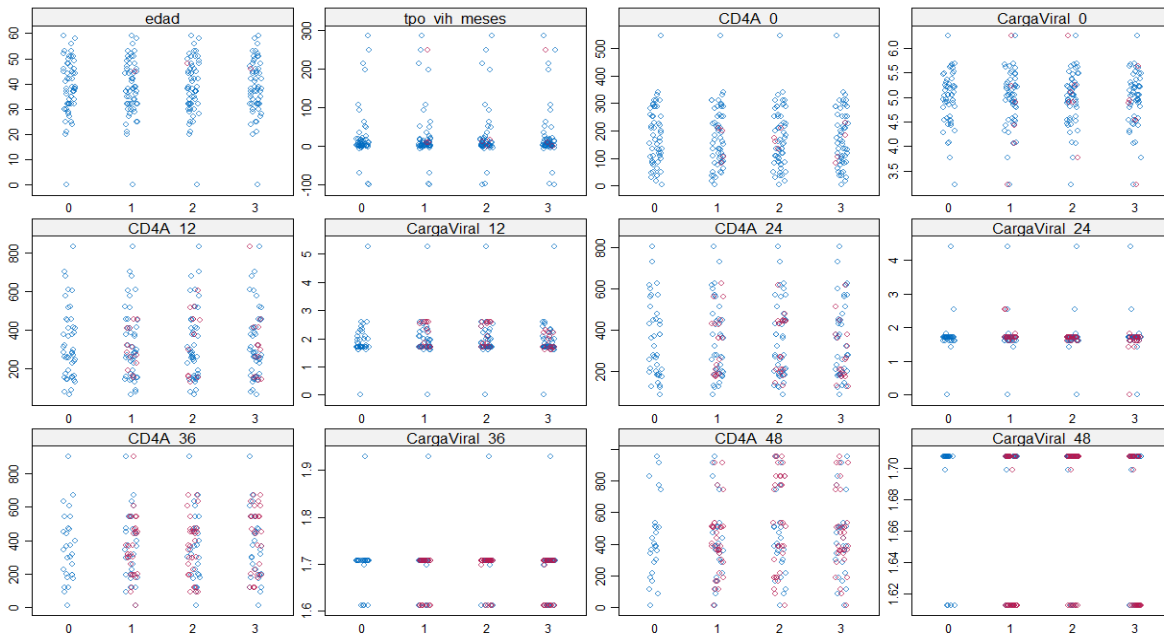 edad tpo_vih_meses CD4A_0 CargaViral_0
0 10 20 30 40 50 60
-100 0 100 200 300
0 100 200 300 400 500
3.5 4.0 4.5 5.0 5.5 6.0
0 1 2 3 0 1 2 3 0 1 2 3 0 1 2 3
CD4A_12 CargaViral_12 CD4A_24 CargaViral_24
200 400 600 800
0 1 2 3 4 5
200 400 600 800
0 1 2 3 4
0 1 2 3 0 1 2 3 0 1 2 3 0 1 2 3
CD4A_36 CargaViral_36 CD4A_48 CargaViral_48
0 200 400 600 800
1.6 1.7 1.8 1.9
0 200 400 600 800
1.62 1.64 1.66 1.68 1.70
0 1 2 3 0 1 2 3 0 1 2 3 0 1 2 3